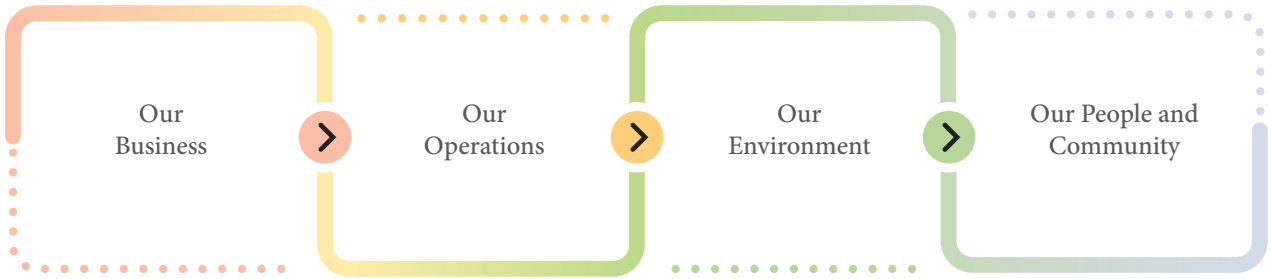 Our
Business
Our
Operations
Our
Environment
Our People and
Community